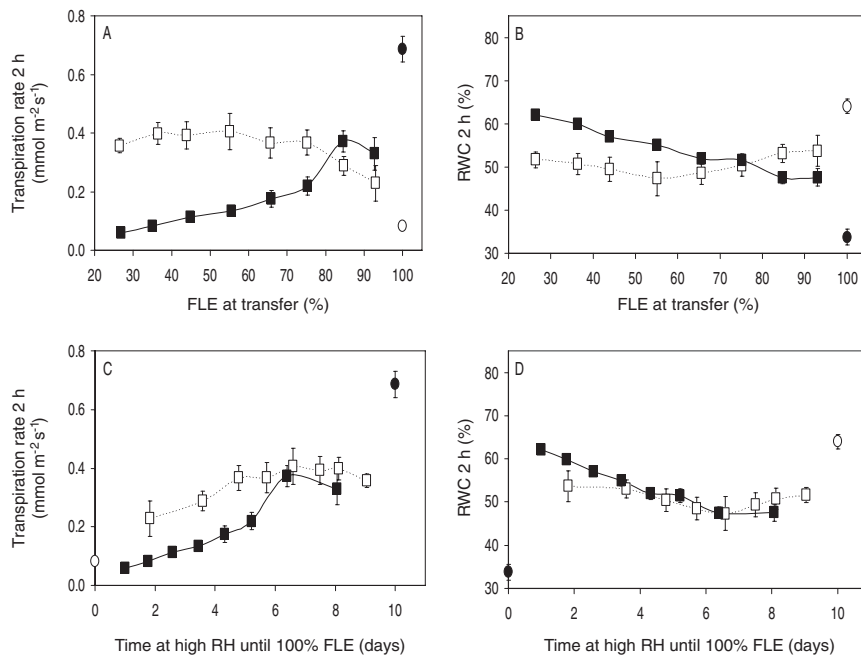 A
Transpiration rate 2 h
(mmol m⁻² s⁻¹)
0.8
0.6
0.4
0.2
0.0
20 30 40 50 60 70 80 90 100
FLE at transfer (%)
B
RWC 2 h (%)
80
70
60
50
40
30
20 30 40 50 60 70 80 90 100
FLE at transfer (%)
C
Transpiration rate 2 h
(mmol m⁻² s⁻¹)
0.8
0.6
0.4
0.2
0.0
0 2 4 6 8 10
Time at high RH until 100% FLE (days)
D
RWC 2 h (%)
80
70
60
50
40
30
0 2 4 6 8 10
Time at high RH until 100% FLE (days)